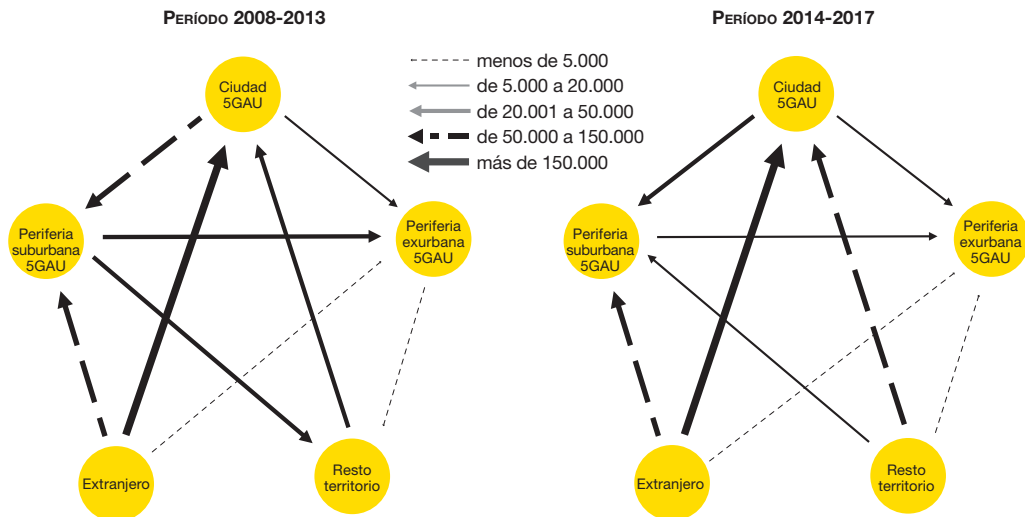 PERÍODO 2008-2013
PERÍODO 2014-2017
menos de 5.000
de 5.000 a 20.000
de 20.001 a 50.000
de 50.000 a 150.000
más de 150.000
Ciudad
5GAU
Periferia
suburbana
5GAU
Periferia
exurbana
5GAU
Extranjero
Resto
territorio
Ciudad
5GAU
Periferia
suburbana
5GAU
Periferia
exurbana
5GAU
Extranjero
Resto
territorio